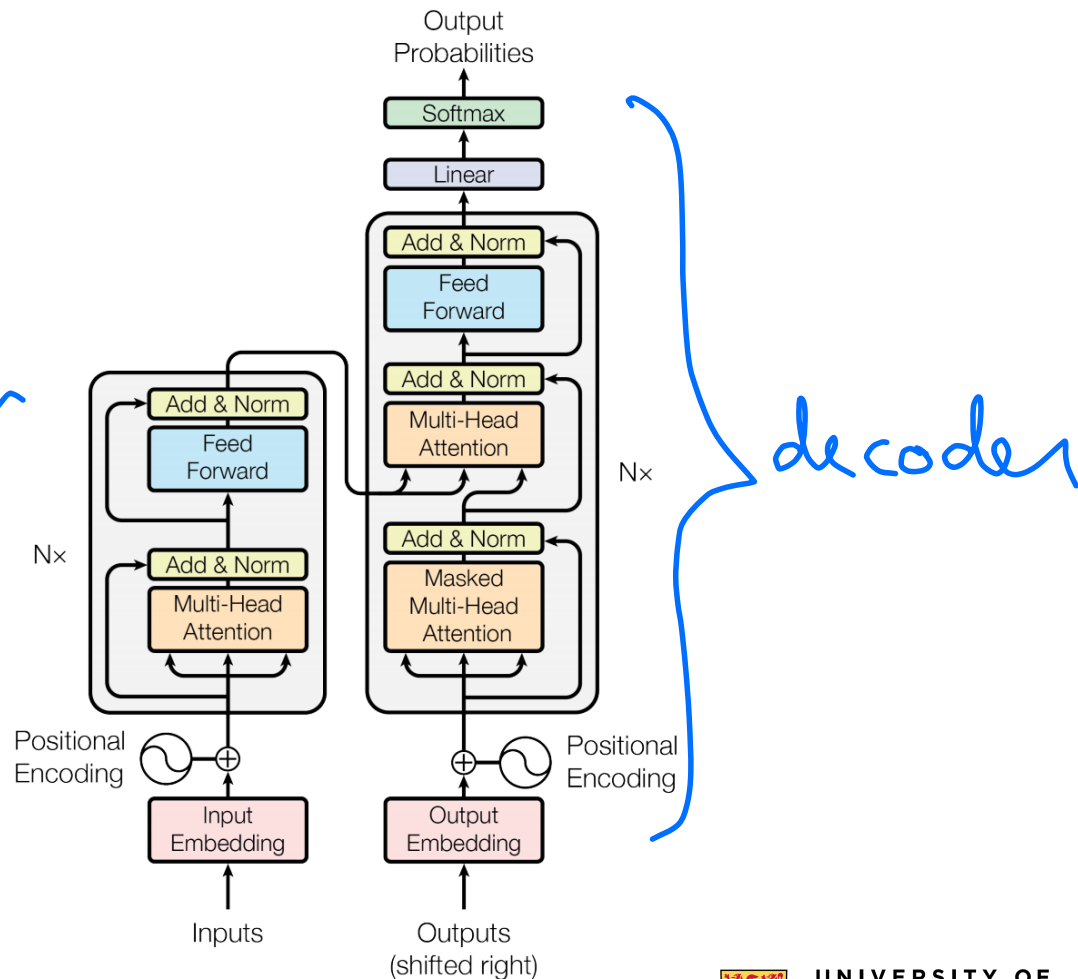 Output
Probabilities
Softmax
Linear
Add & Norm
Feed
Forward
Add & Norm
Multi-Head
Attention
Nx
Add & Norm
Masked
Multi-Head
Attention
Positional
Encoding
Output
Embedding
Outputs
(shifted right)
Add & Norm
Feed
Forward
Nx
Add & Norm
Multi-Head
Attention
Positional
Encoding
Input
Embedding
Inputs
decoder
UNIVERSITY OF